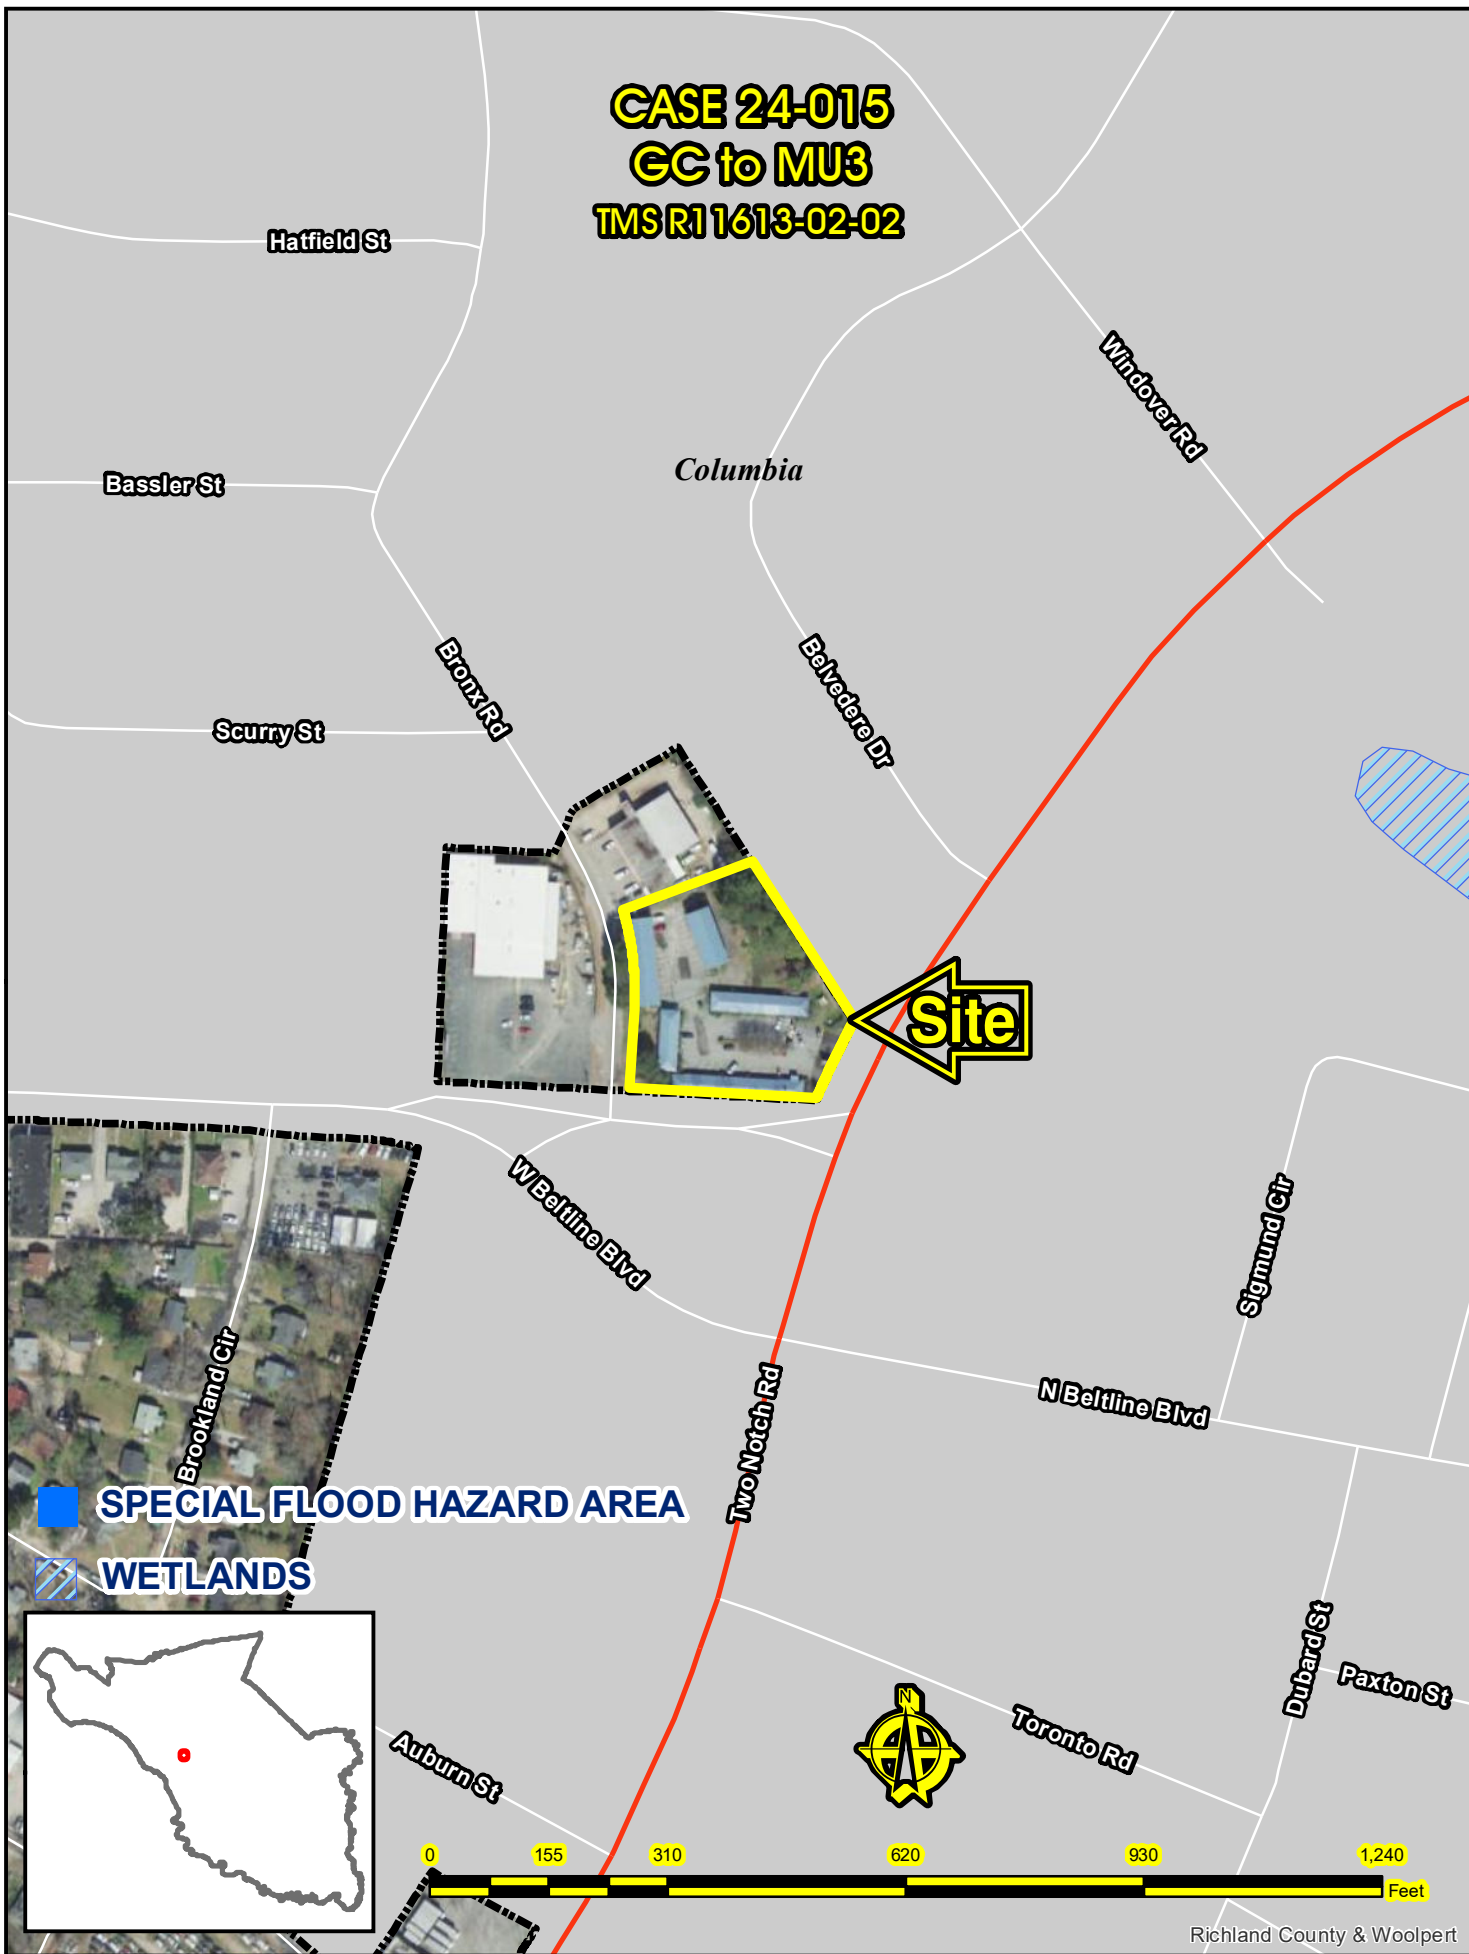 CASE 24-015
GC to MU3
TMS R11613-02-02
Hatfield St
Windover Rd
Columbia
Bassler St
Bronx Rd
Belvedere Dr
Scurry St
Site
W Beltline Blvd
Sigmund Cir
Brookland Cir
N Beltline Blvd
Two Notch Rd
SPECIAL FLOOD HAZARD AREA
WETLANDS
Dubard St
Paxton St
Toronto Rd
Auburn St
N
0 155 310 620 930 1,240
Feet
Richland County & Woolpert